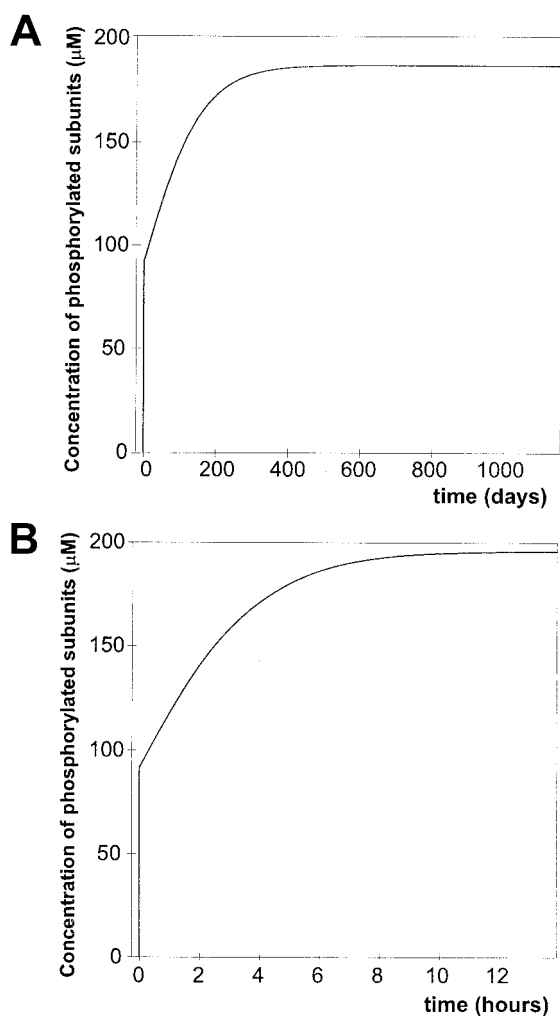 A
Concentration of phosphorylated subunits (µM)
200
150
100
50
0
0 200 400 600 800 1000
time (days)
B
Concentration of phosphorylated subunits (µM)
200
150
100
50
0
0 2 4 6 8 10 12
time (hours)